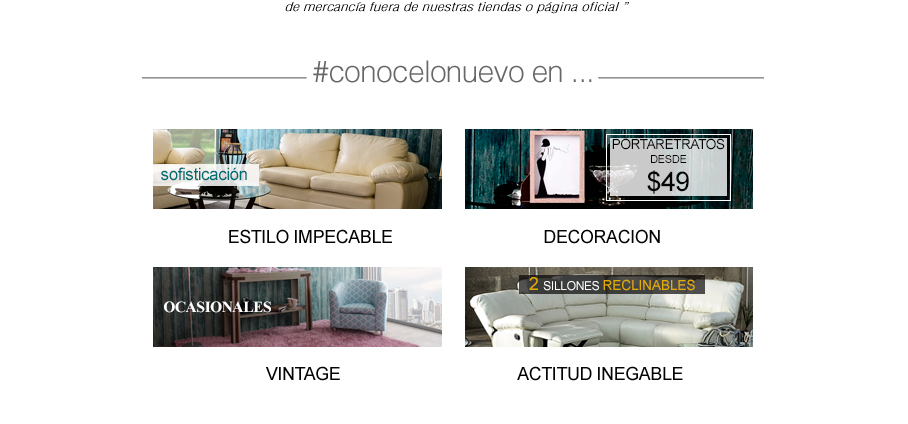 de mercancía fuera de nuestras tiendas o página oficial ”
#conocelonuevo en ...
sofisticación
PORTARETRATOS
DESDE
$49
ESTILO IMPECABLE
DECORACION
OCASIONALES
2 SILLONES RECLINABLES
VINTAGE
ACTITUD INEGABLE